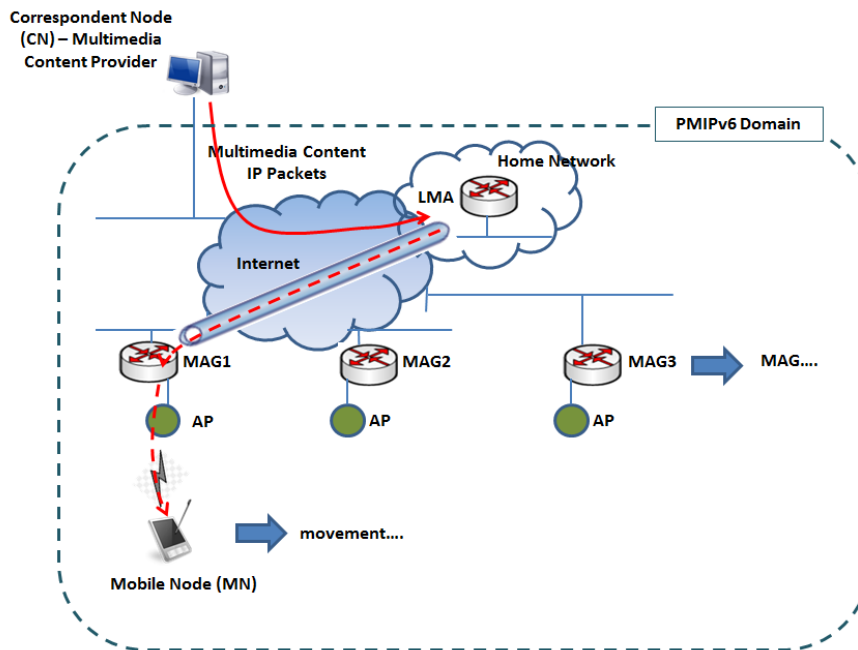 Correspondent Node
(CN) – Multimedia
Content Provider
PMIPv6 Domain
Multimedia Content
IP Packets
Home Network
LMA
Internet
MAG1
MAG2
MAG3
MAG....
AP
AP
AP
movement....
Mobile Node (MN)